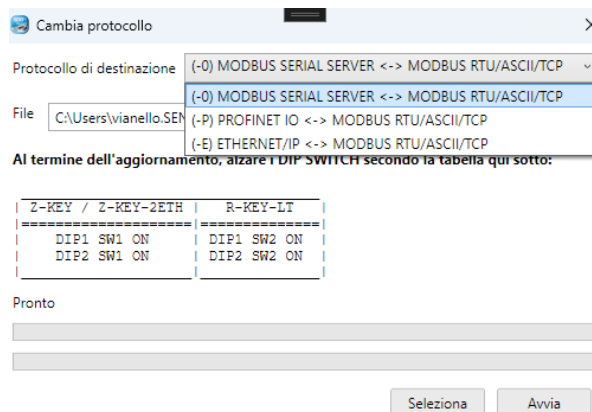 Cambia protocollo
Protocollo di destinazione (-0) MODBUS SERIAL SERVER <-> MODBUS RTU/ASCII/TCP
(-0) MODBUS SERIAL SERVER <-> MODBUS RTU/ASCII/TCP
File C:\Users\vianello.SEN
(-P) PROFINET IO <-> MODBUS RTU/ASCII/TCP
(-E) ETHERNET/IP <-> MODBUS RTU/ASCII/TCP
Al termine dell'aggiornamento, alzare i DIP SWITCH secondo la tabella qui sotto:
| Z-KEY / Z-KEY-2ETH | R-KEY-LT |
|====================|==============|
| DIP1 SW1 ON | DIP1 SW2 ON |
| DIP2 SW1 ON | DIP2 SW2 ON |
Pronto
Seleziona Avvia